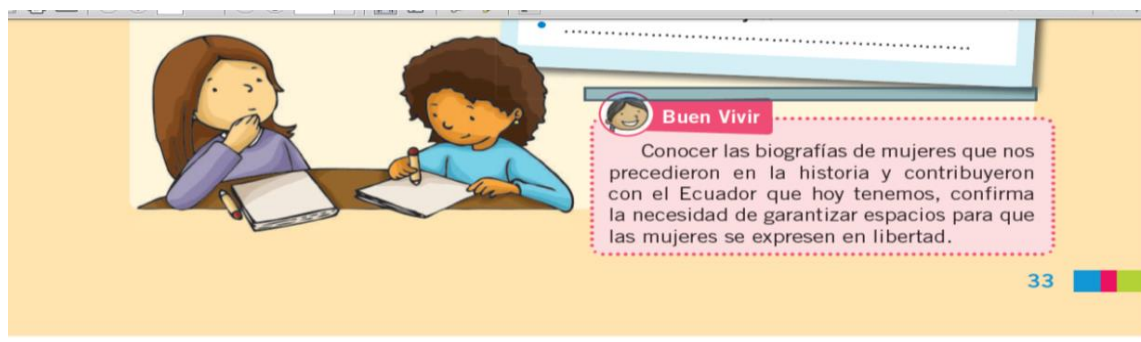 Buen Vivir
Conocer las biografías de mujeres que nos
precedieron en la historia y contribuyeron
con el Ecuador que hoy tenemos, confirma
la necesidad de garantizar espacios para que
las mujeres se expresen en libertad.
33